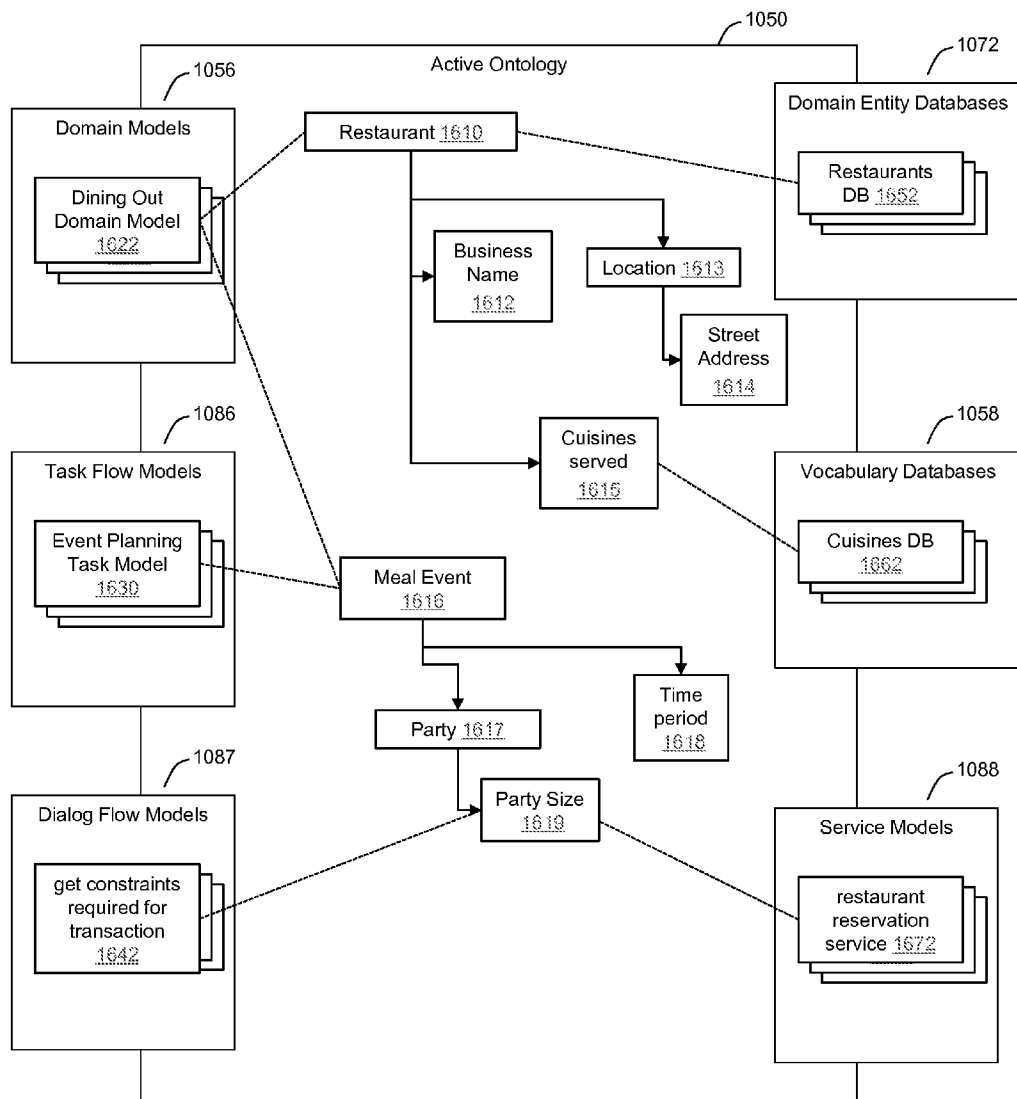 1050
Active Ontology
1056
Domain Models
Dining Out
Domain Model
1622
1072
Domain Entity Databases
Restaurants
DB 1652
Restaurant 1610
Business
Name
1612
Location 1613
Street
Address
1614
Cuisines
served
1615
1086
Task Flow Models
Event Planning
Task Model
1630
1058
Vocabulary Databases
Cuisines DB
1662
Meal Event
1616
Party 1617
Time
period
1618
Party Size
1619
1087
Dialog Flow Models
get constraints
required for
transaction
1642
1088
Service Models
restaurant
reservation
service 1672